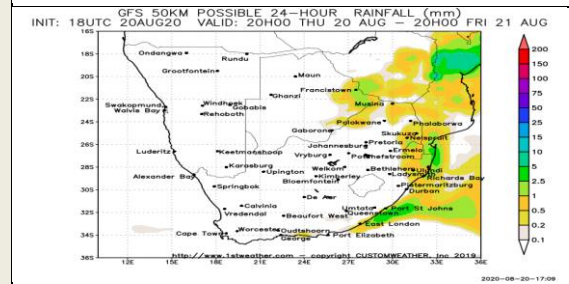 GFS 50KM POSSIBLE 24-HOUR RAINFALL (mm)
INIT: 18UTC 20AUG20 VALID: 20H00 THU 20 AUG - 20H00 FRI 21 AUG
16S
18S
20S
22S
24S
26S
28S
30S
32S
34S
36S
Ondangwa
Rundu
Grootfontein
Maun
Ghanzi
Francistown
Windhoek
Gobabis
Swakopmund
Walvis Bay
Rehoboth
Musina
Polokwane
Phalaborwa
Gaborone
Skukuza
Nelspruit
Pretoria
Johannesburg
Luderitz
Keetmanshoop
Vryburg
Potchefstroom
Ermelo
Karasburg
Upington
Welkom
Bethlehem
Ulundi
Ladysmith
Richards Bay
Alexander Bay
Kimberley
Bloemfontein
Pietermaritzburg
Durban
Springbok
De Aar
Calvinia
Vredendal
Beaufort West
Umtata
Queenstown
Port St Johns
Worcester
Oudtshoorn
East London
Cape Town
George
Port Elizabeth
http://www.1stweather.com - copyright CUSTOMWEATHER, Inc 2019
12E 15E 18E 21E 24E 27E 30E 33E 36E
200
150
100
75
50
25
15
10
5
2.5
1
0.5
0.2
0.1
2020-08-20-17:09